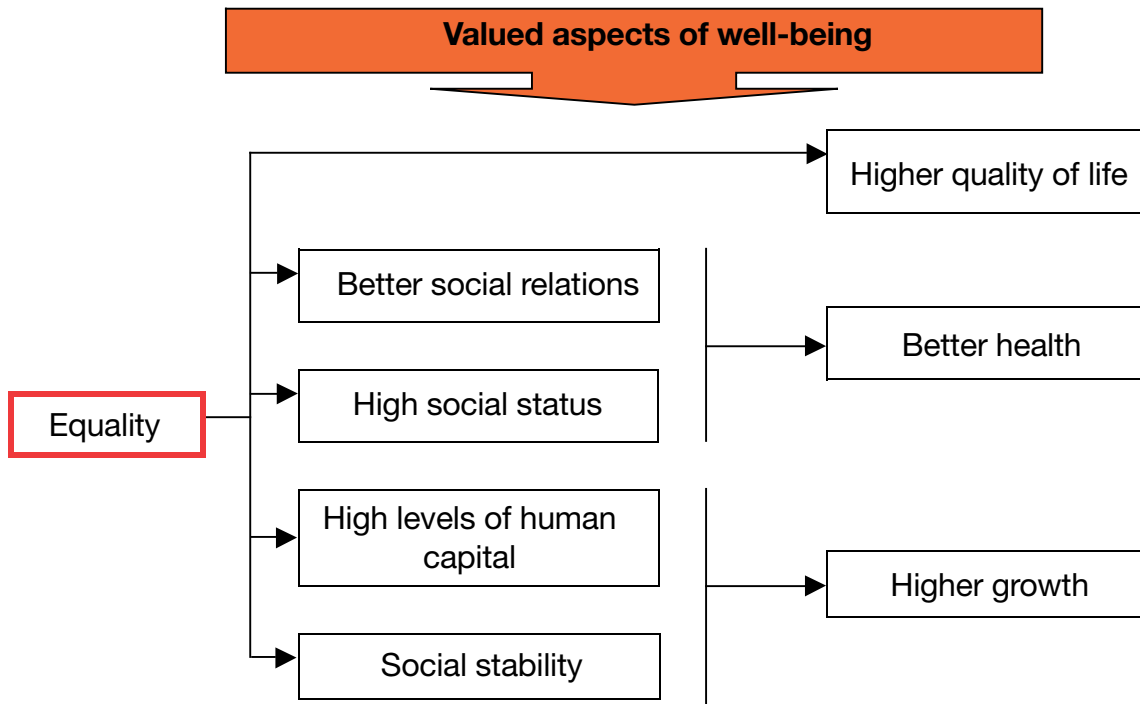 Valued aspects of well-being
Higher quality of life
Better social relations
Better health
High social status
Equality
High levels of human
capital
Higher growth
Social stability